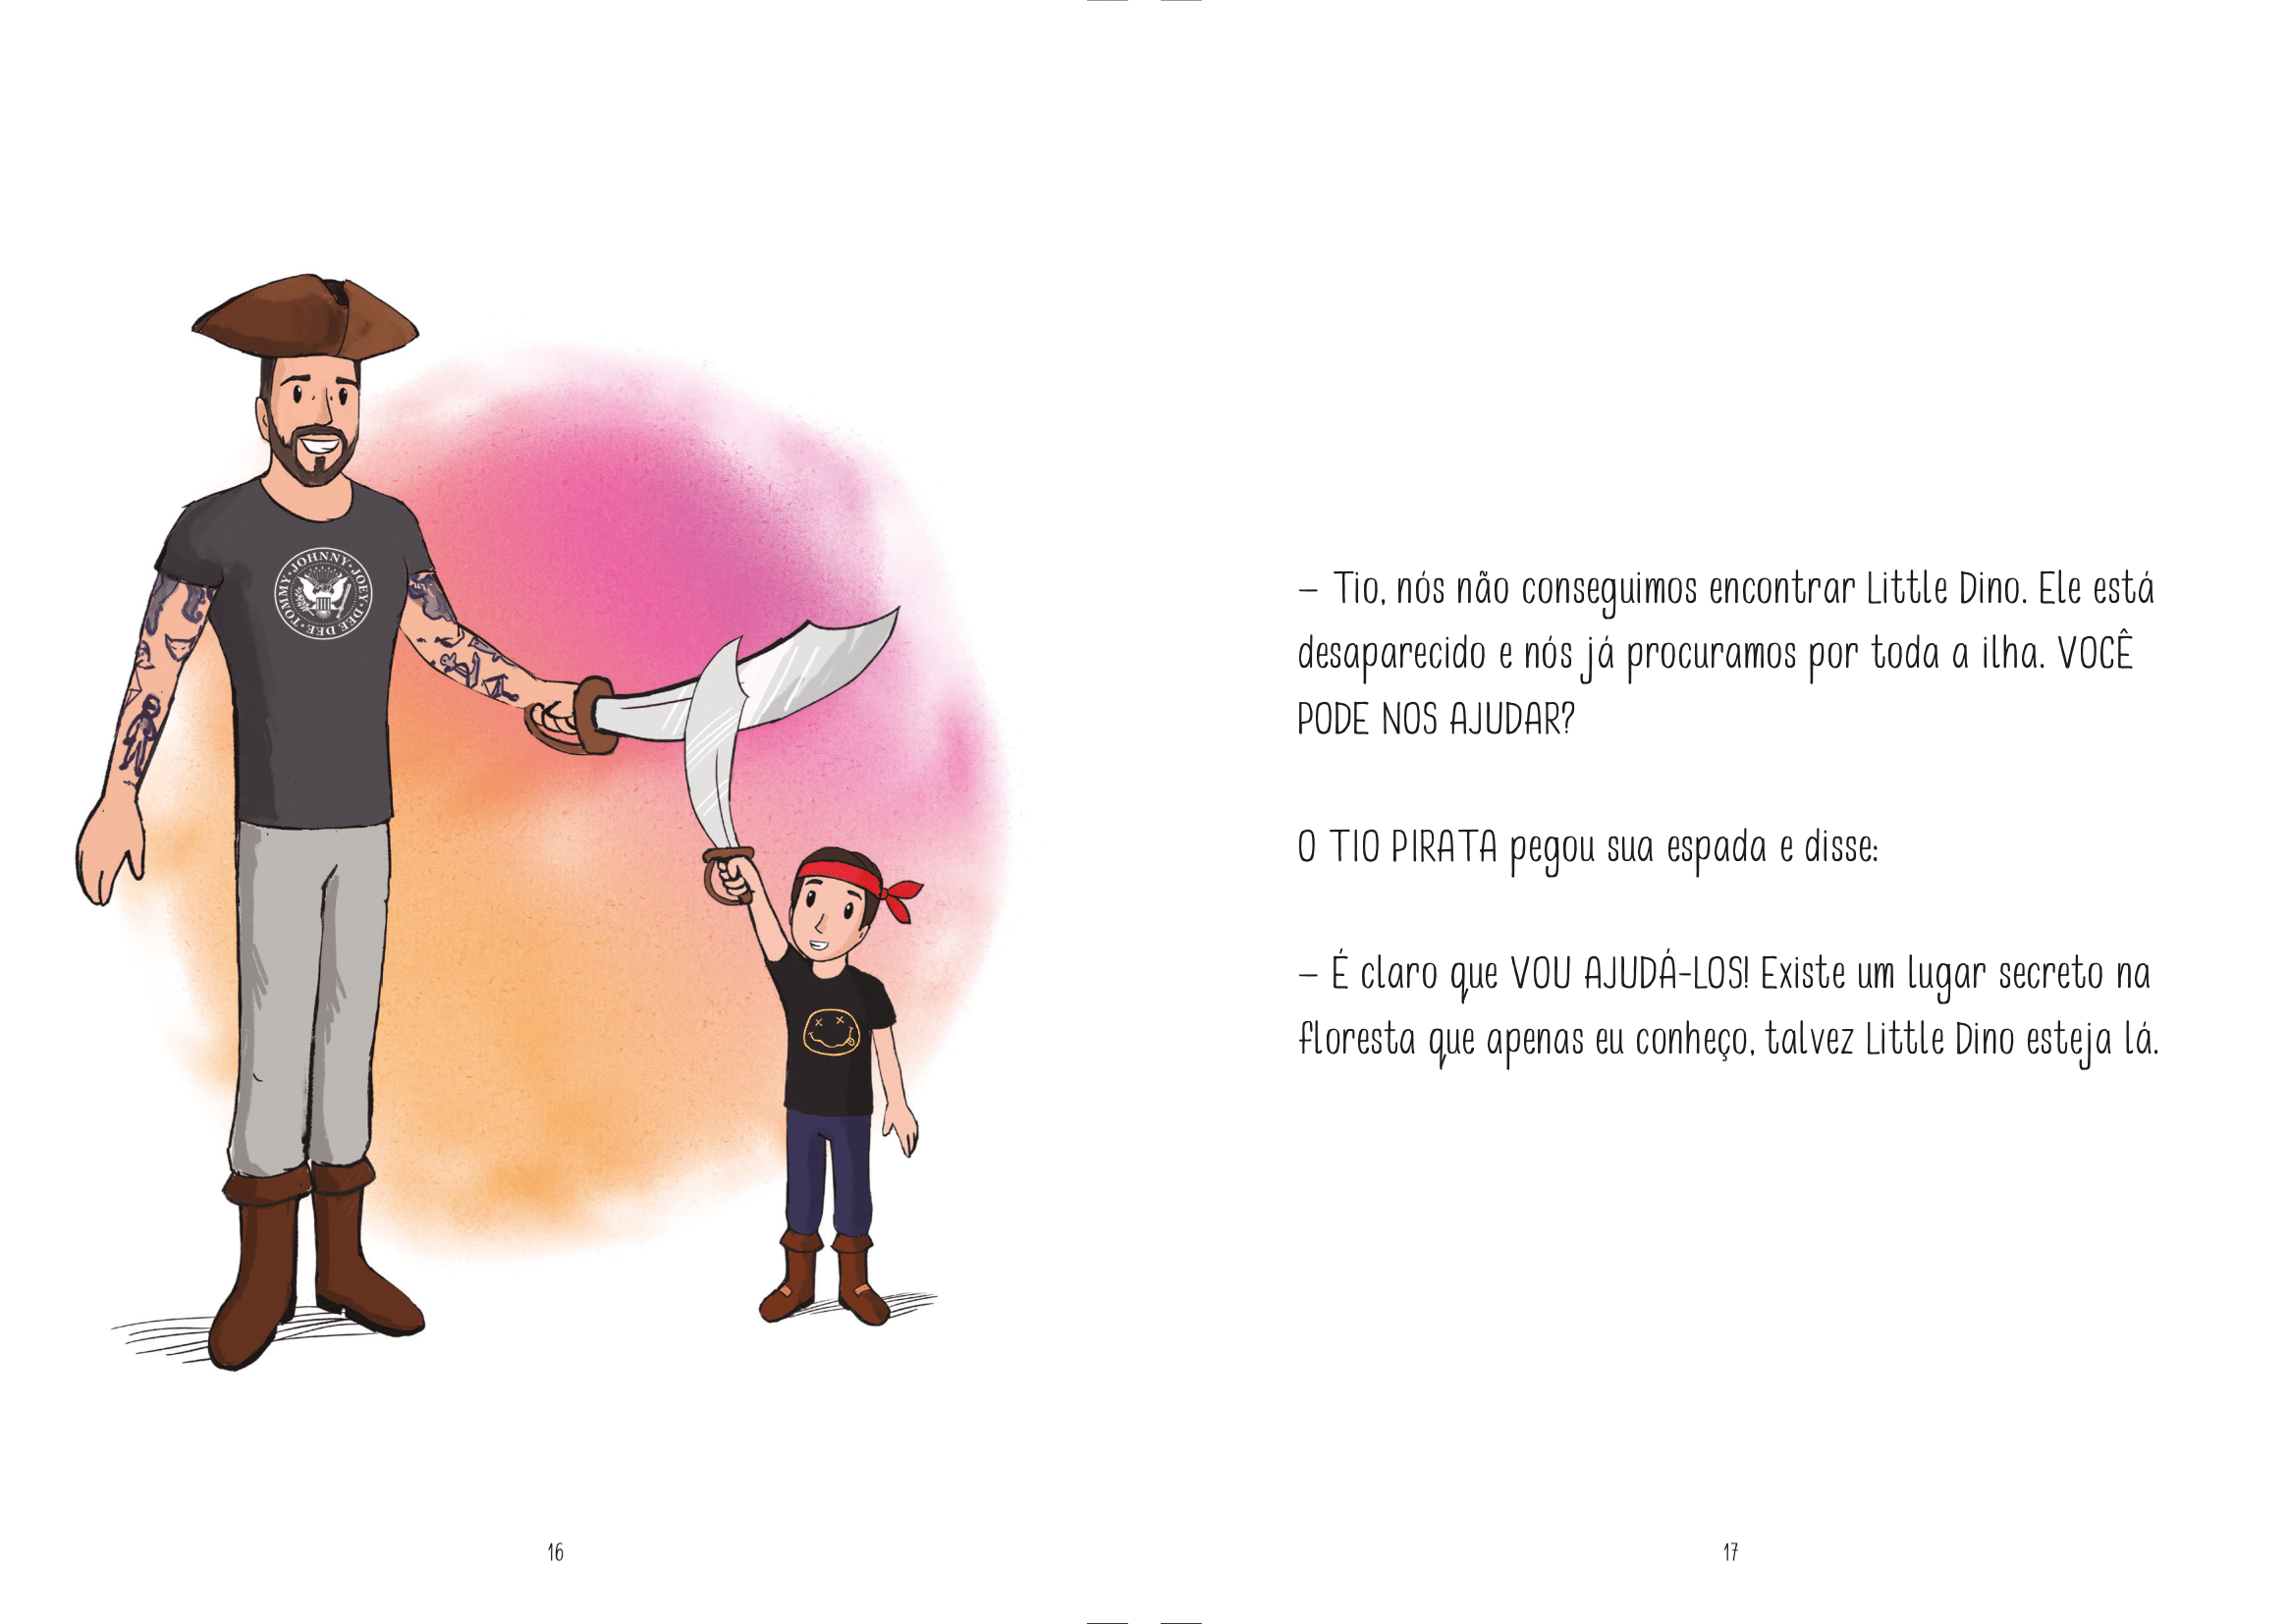 JOHNNY · JOEY · DEE DEE · TOMMY ·
16
– Tio, nós não conseguimos encontrar Little Dino. Ele está
desaparecido e nós já procuramos por toda a ilha. VOCÊ
PODE NOS AJUDAR?
O TIO PIRATA pegou sua espada e disse:
– É claro que VOU AJUDÁ-LOS! Existe um lugar secreto na
floresta que apenas eu conheço, talvez Little Dino esteja lá.
17